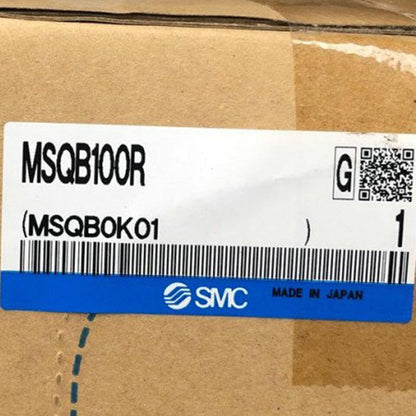 MSQB100R G
(MSQB0K01 ) 1
SMC MADE IN JAPAN